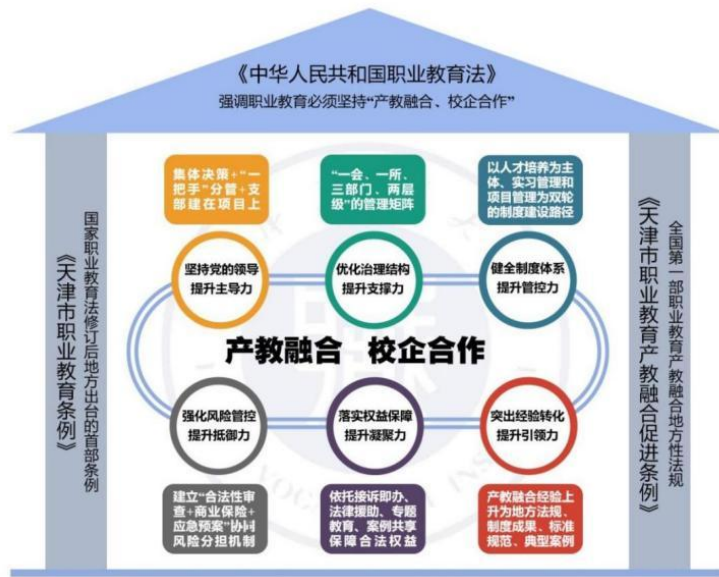 《中华人民共和国职业教育法》
强调职业教育必须坚持“产教融合、校企合作”
国家职业教育法修订后地方出台的首部条例
《天津市职业教育条例》
集体决策+“一
把手”分管+支
部建在项目上
“一会、一所、
三部门、两层
级”的管理矩阵
以人才培养为主
体、实习管理和
项目管理为双轮
的制度建设路径
坚持党的领导
提升主导力
优化治理结构
提升支撑力
健全制度体系
提升管控力
产教融合 校企合作
强化风险管控
提升抵御力
落实权益保障
提升凝聚力
突出经验转化
提升引领力
建立“合法性审
查+商业保险+
应急预案”协同
风险分担机制
依托接诉即办、
法律援助、专题
教育、案例共享
保障合法权益
产教融合经验上
升为地方法规、
制度成果、标准
规范、典型案例
全国第一部职业教育产教融合地方性法规
《天津市职业教育产教融合促进条例》